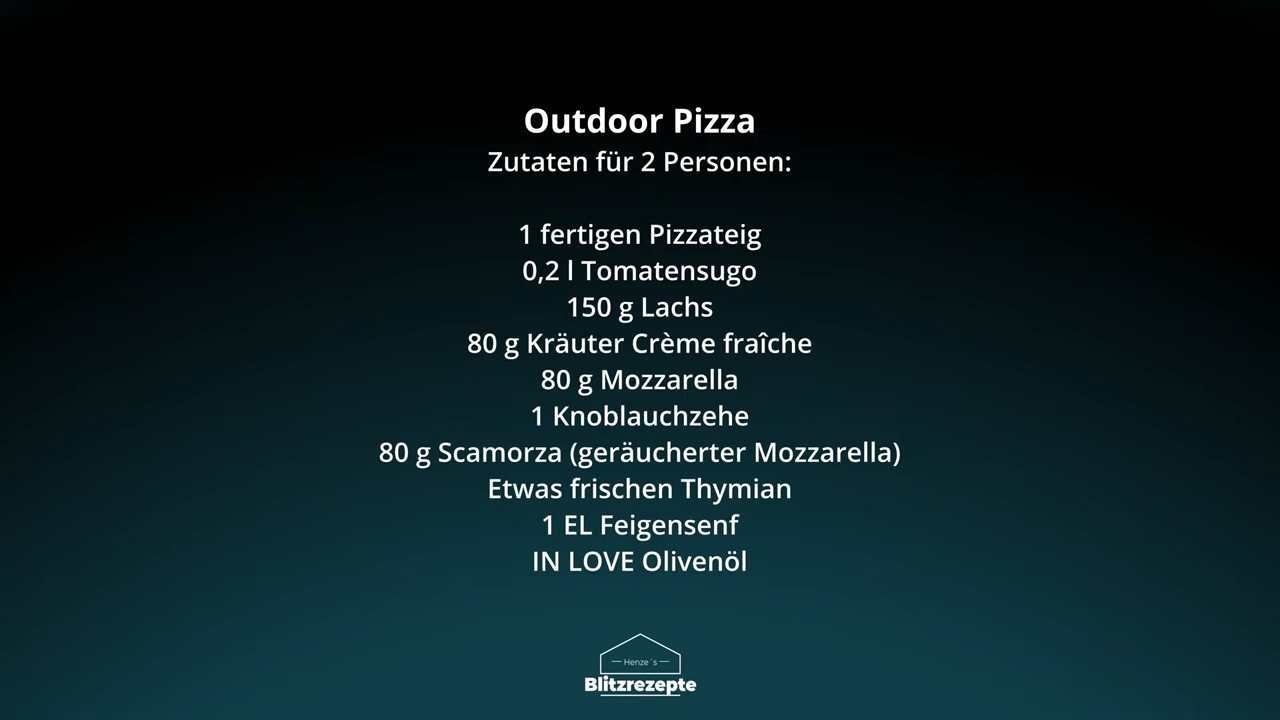 Outdoor Pizza
Zutaten für 2 Personen:
1 fertigen Pizzateig
0,2 l Tomatensugo
150 g Lachs
80 g Kräuter Crème fraîche
80 g Mozzarella
1 Knoblauchzehe
80 g Scamorza (geräucherter Mozzarella)
Etwas frischen Thymian
1 EL Feigensenf
IN LOVE Olivenöl
Henze´s
Blitzrezepte